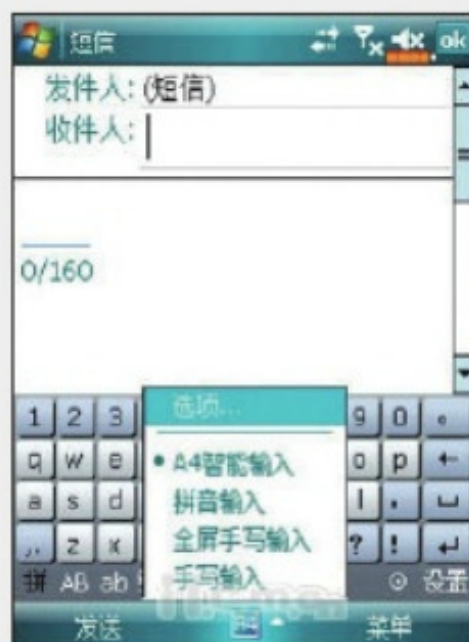 短信
ok
发件人: (短信)
收件人:
0/160
选项...
1 2 3 9 0 。
q w e • A4智能输入 o p ←
a s d 拼音输入 l .
全屏手写输入
z x ? ! ↵
拼 AB ab 手写输入 设置
发送 菜单